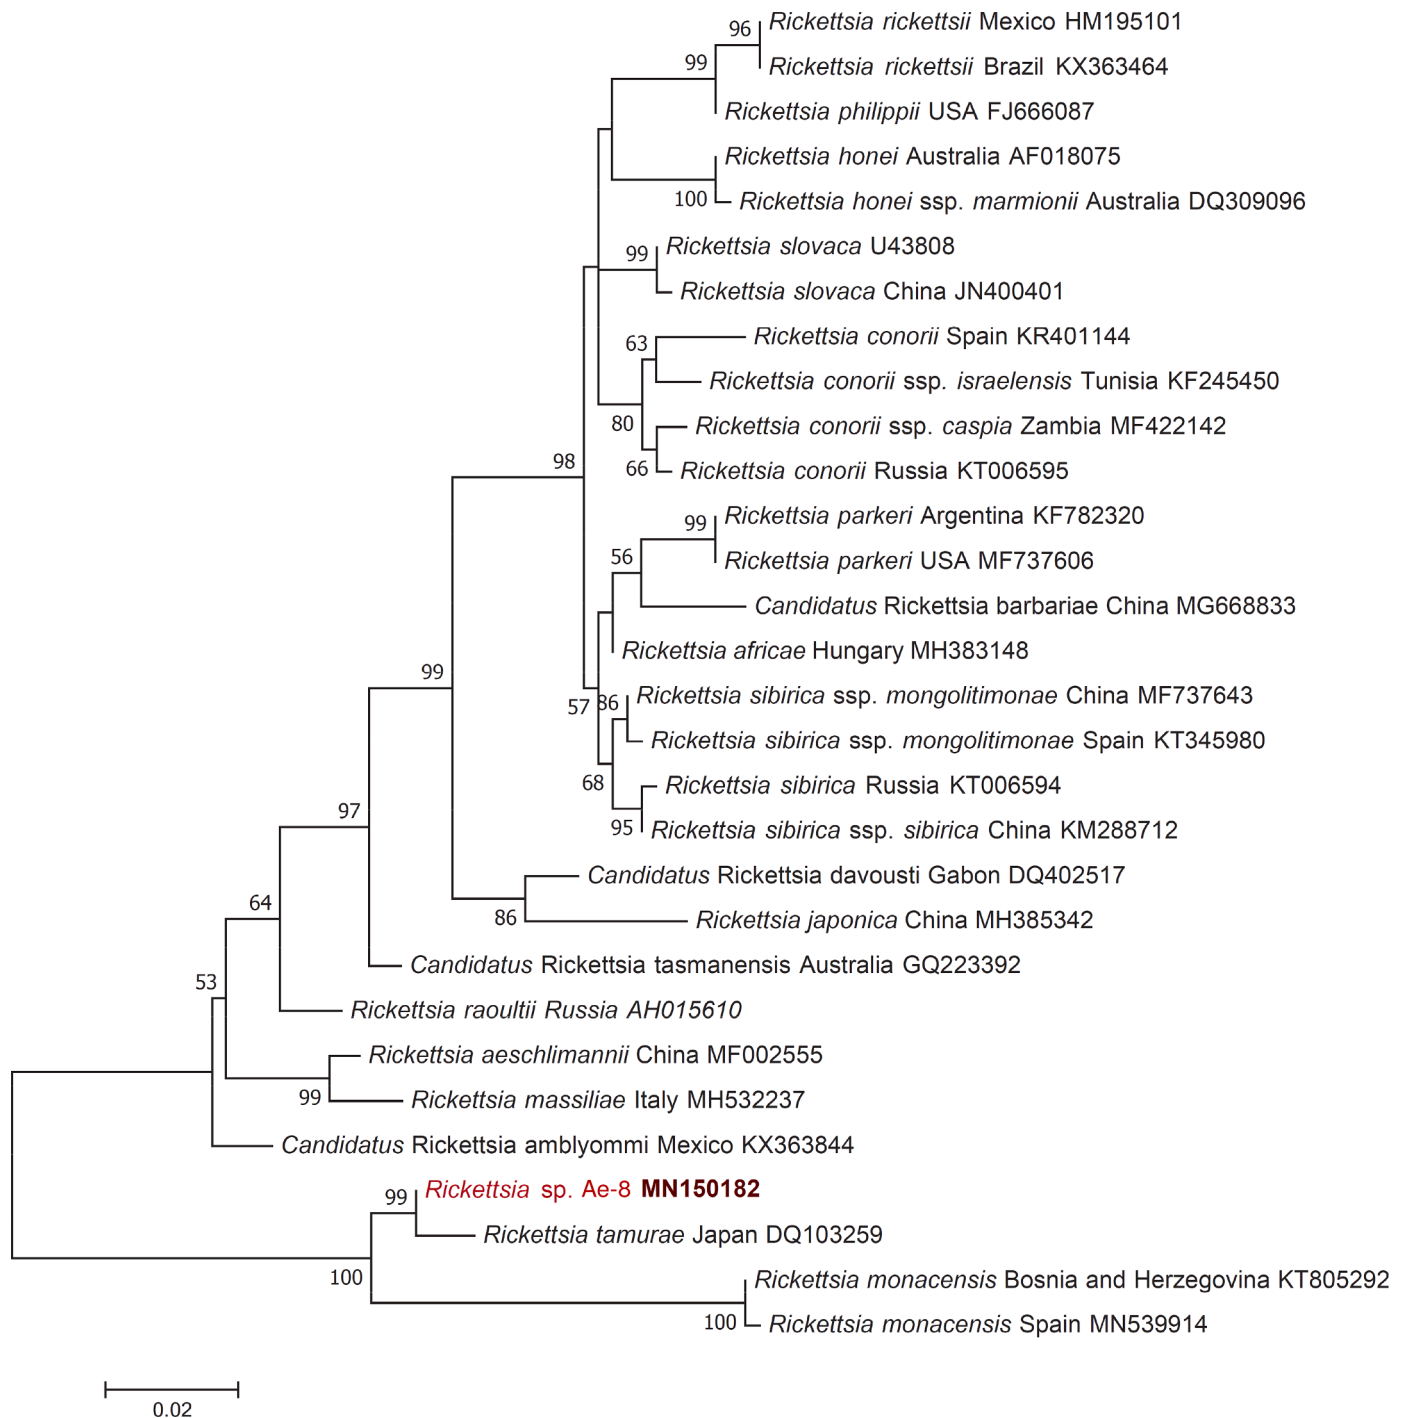 96
Rickettsia rickettsii Mexico HM195101
99
Rickettsia rickettsii Brazil KX363464
Rickettsia philippii USA FJ666087
Rickettsia honei Australia AF018075
100
Rickettsia honei ssp. marmionii Australia DQ309096
99
Rickettsia slovaca U43808
Rickettsia slovaca China JN400401
63
Rickettsia conorii Spain KR401144
Rickettsia conorii ssp. israelensis Tunisia KF245450
80
Rickettsia conorii ssp. caspia Zambia MF422142
98
66
Rickettsia conorii Russia KT006595
99
Rickettsia parkeri Argentina KF782320
56
Rickettsia parkeri USA MF737606
Candidatus Rickettsia barbariae China MG668833
Rickettsia africae Hungary MH383148
99
57
86
Rickettsia sibirica ssp. mongolitimonae China MF737643
Rickettsia sibirica ssp. mongolitimonae Spain KT345980
68
Rickettsia sibirica Russia KT006594
97
95
Rickettsia sibirica ssp. sibirica China KM288712
Candidatus Rickettsia davousti Gabon DQ402517
64
86
Rickettsia japonica China MH385342
Candidatus Rickettsia tasmanensis Australia GQ223392
53
Rickettsia raoultii Russia AH015610
Rickettsia aeschlimannii China MF002555
99
Rickettsia massiliae Italy MH532237
Candidatus Rickettsia amblyommi Mexico KX363844
99
Rickettsia sp. Ae-8 MN150182
Rickettsia tamurae Japan DQ103259
100
Rickettsia monacensis Bosnia and Herzegovina KT805292
100
Rickettsia monacensis Spain MN539914
0.02